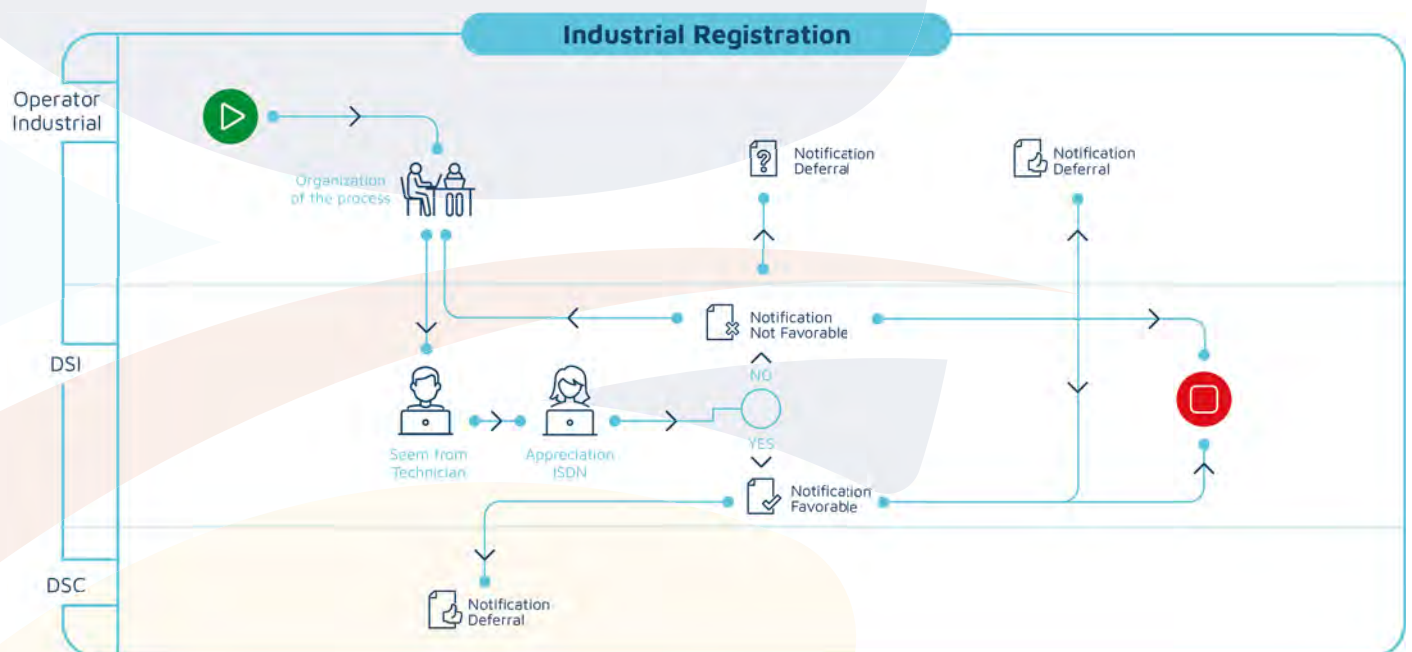 Industrial Registration
Operator
Industrial
Organization
of the process
Notification
Deferral
Notification
Deferral
DSI
Notification
Not Favorable
NO
YES
Seem from
Technician
Appreciation
ISDN
Notification
Favorable
DSC
Notification
Deferral